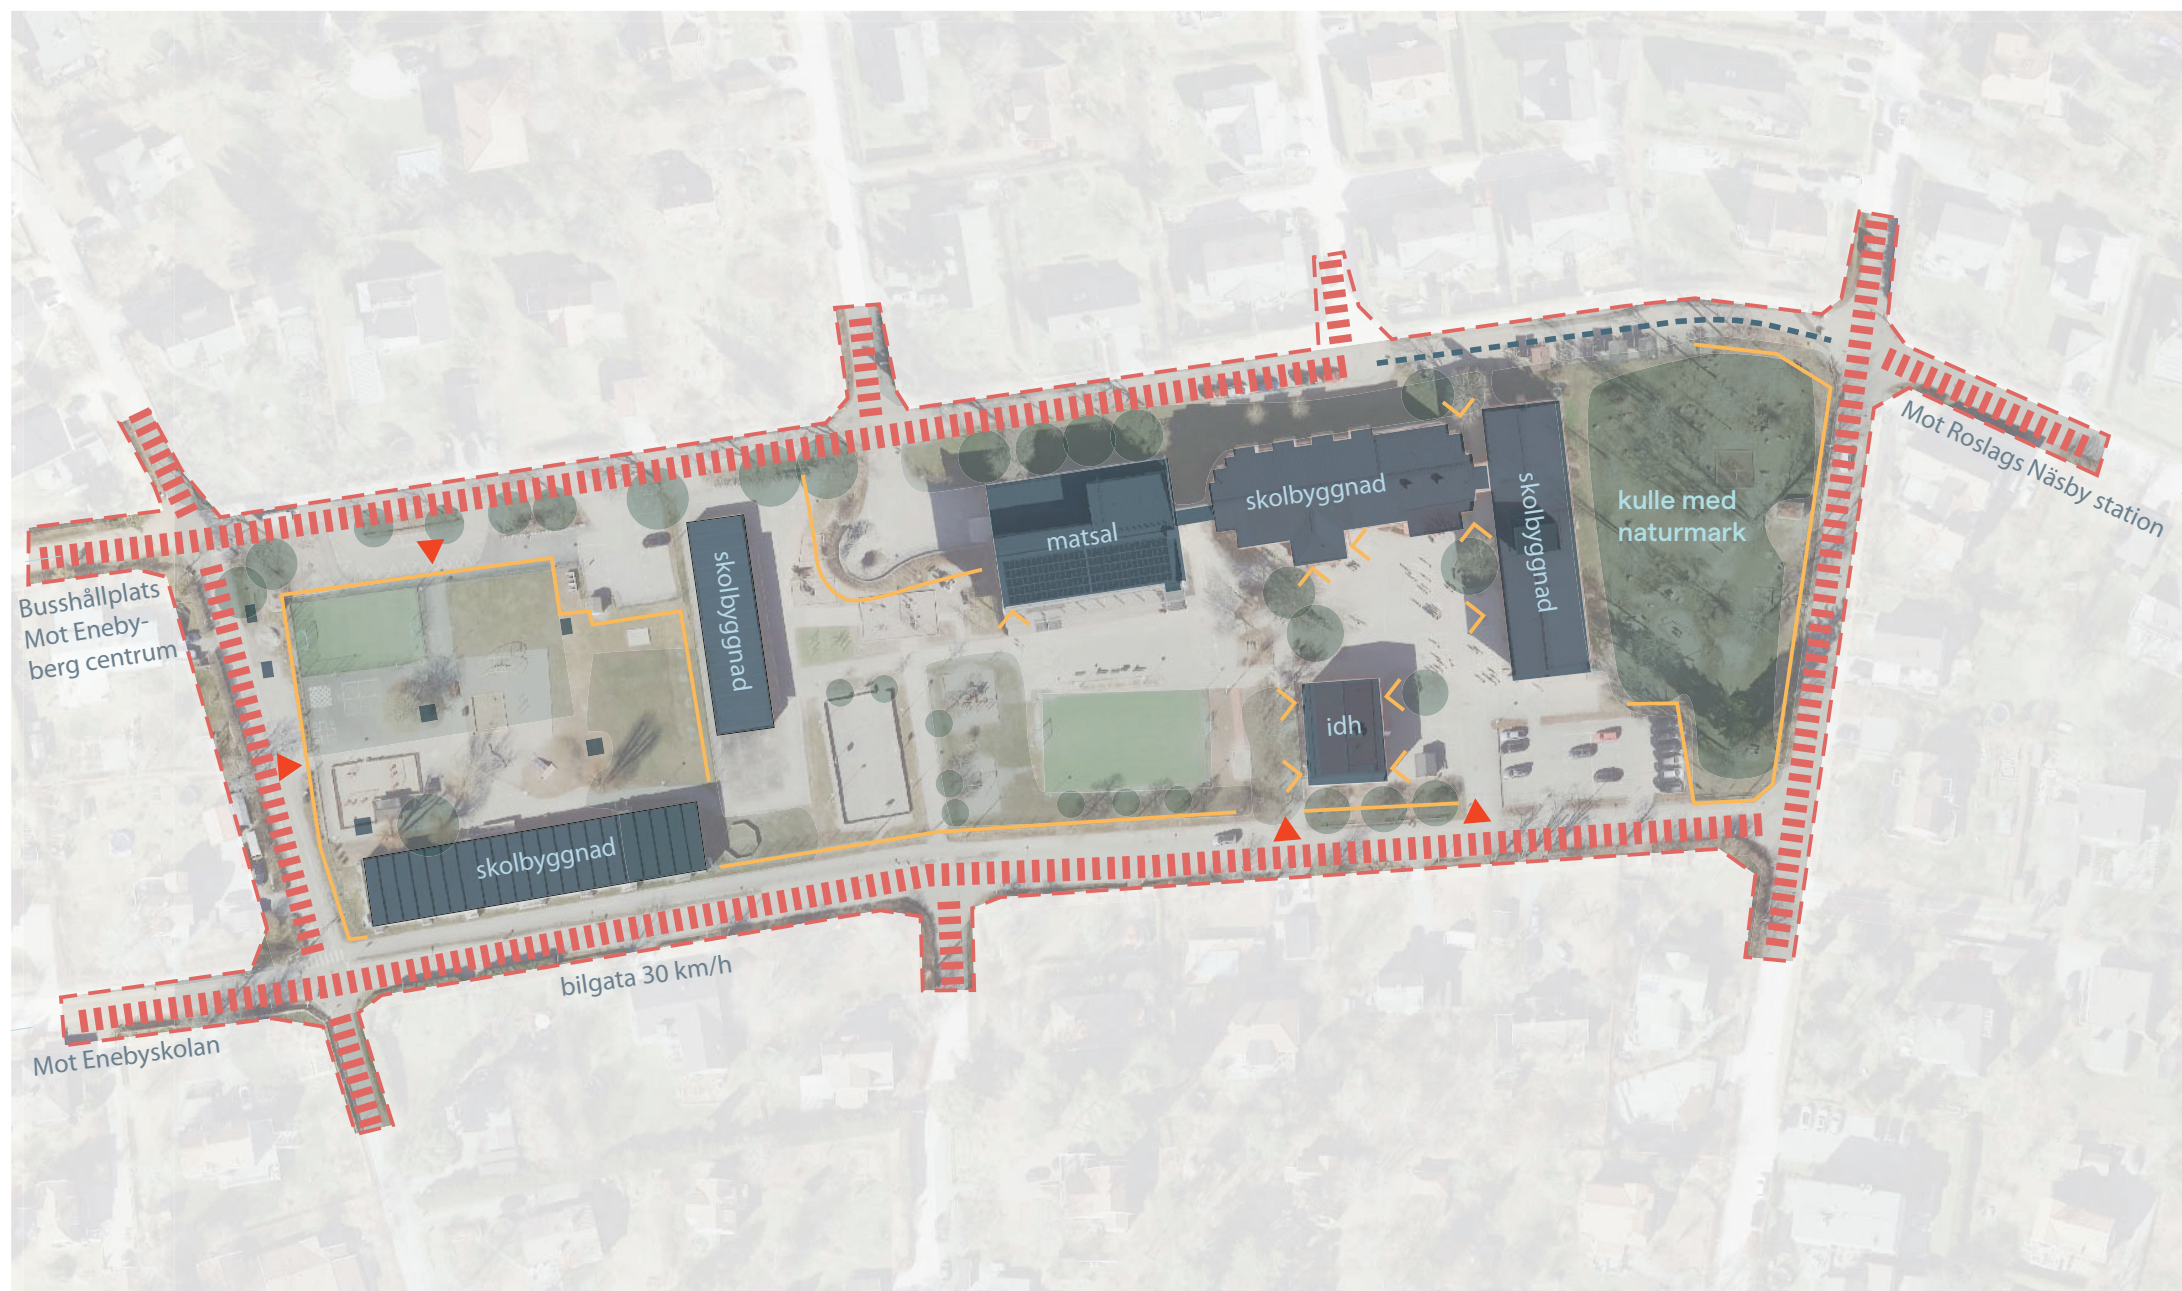 Mot Roslags Näsby station
skolbyggnad
skolbyggnad
kulle med
naturmark
matsal
skolbyggnad
Busshållplats
Mot Eneby-
berg centrum
idh
skolbyggnad
bilgata 30 km/h
Mot Enebyskolan